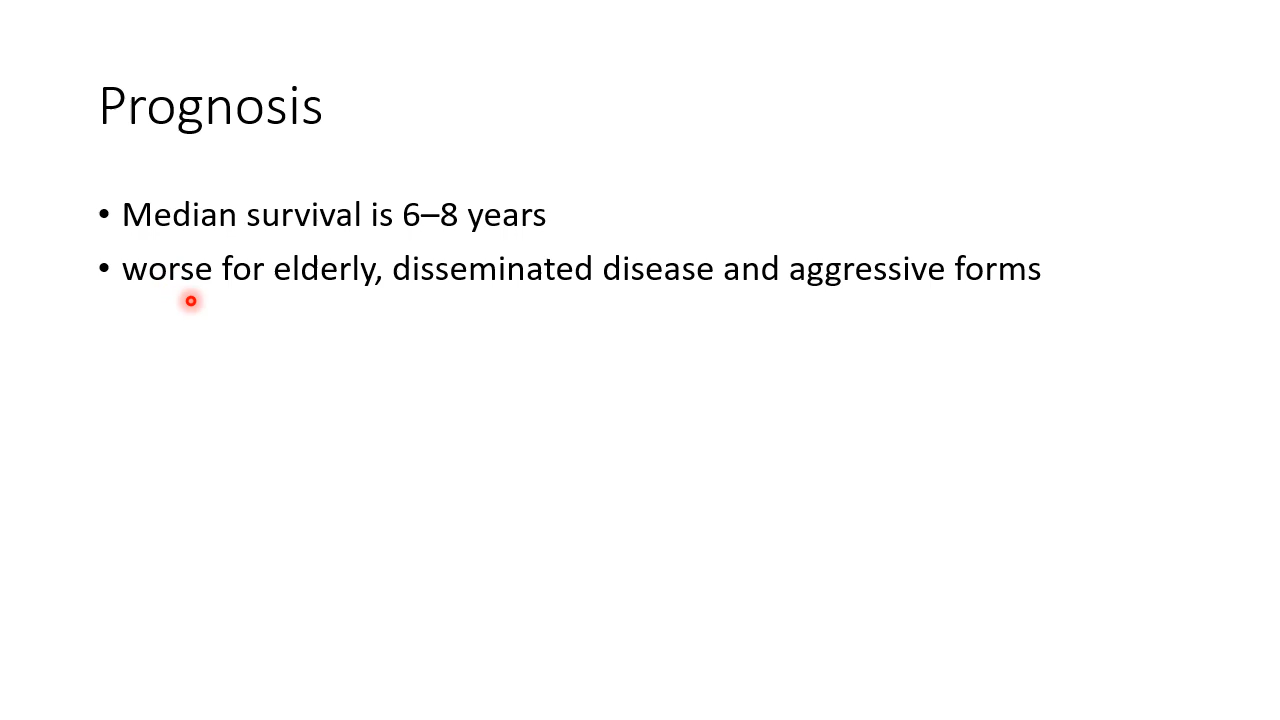 Prognosis
• Median survival is 6–8 years
• worse for elderly, disseminated disease and aggressive forms